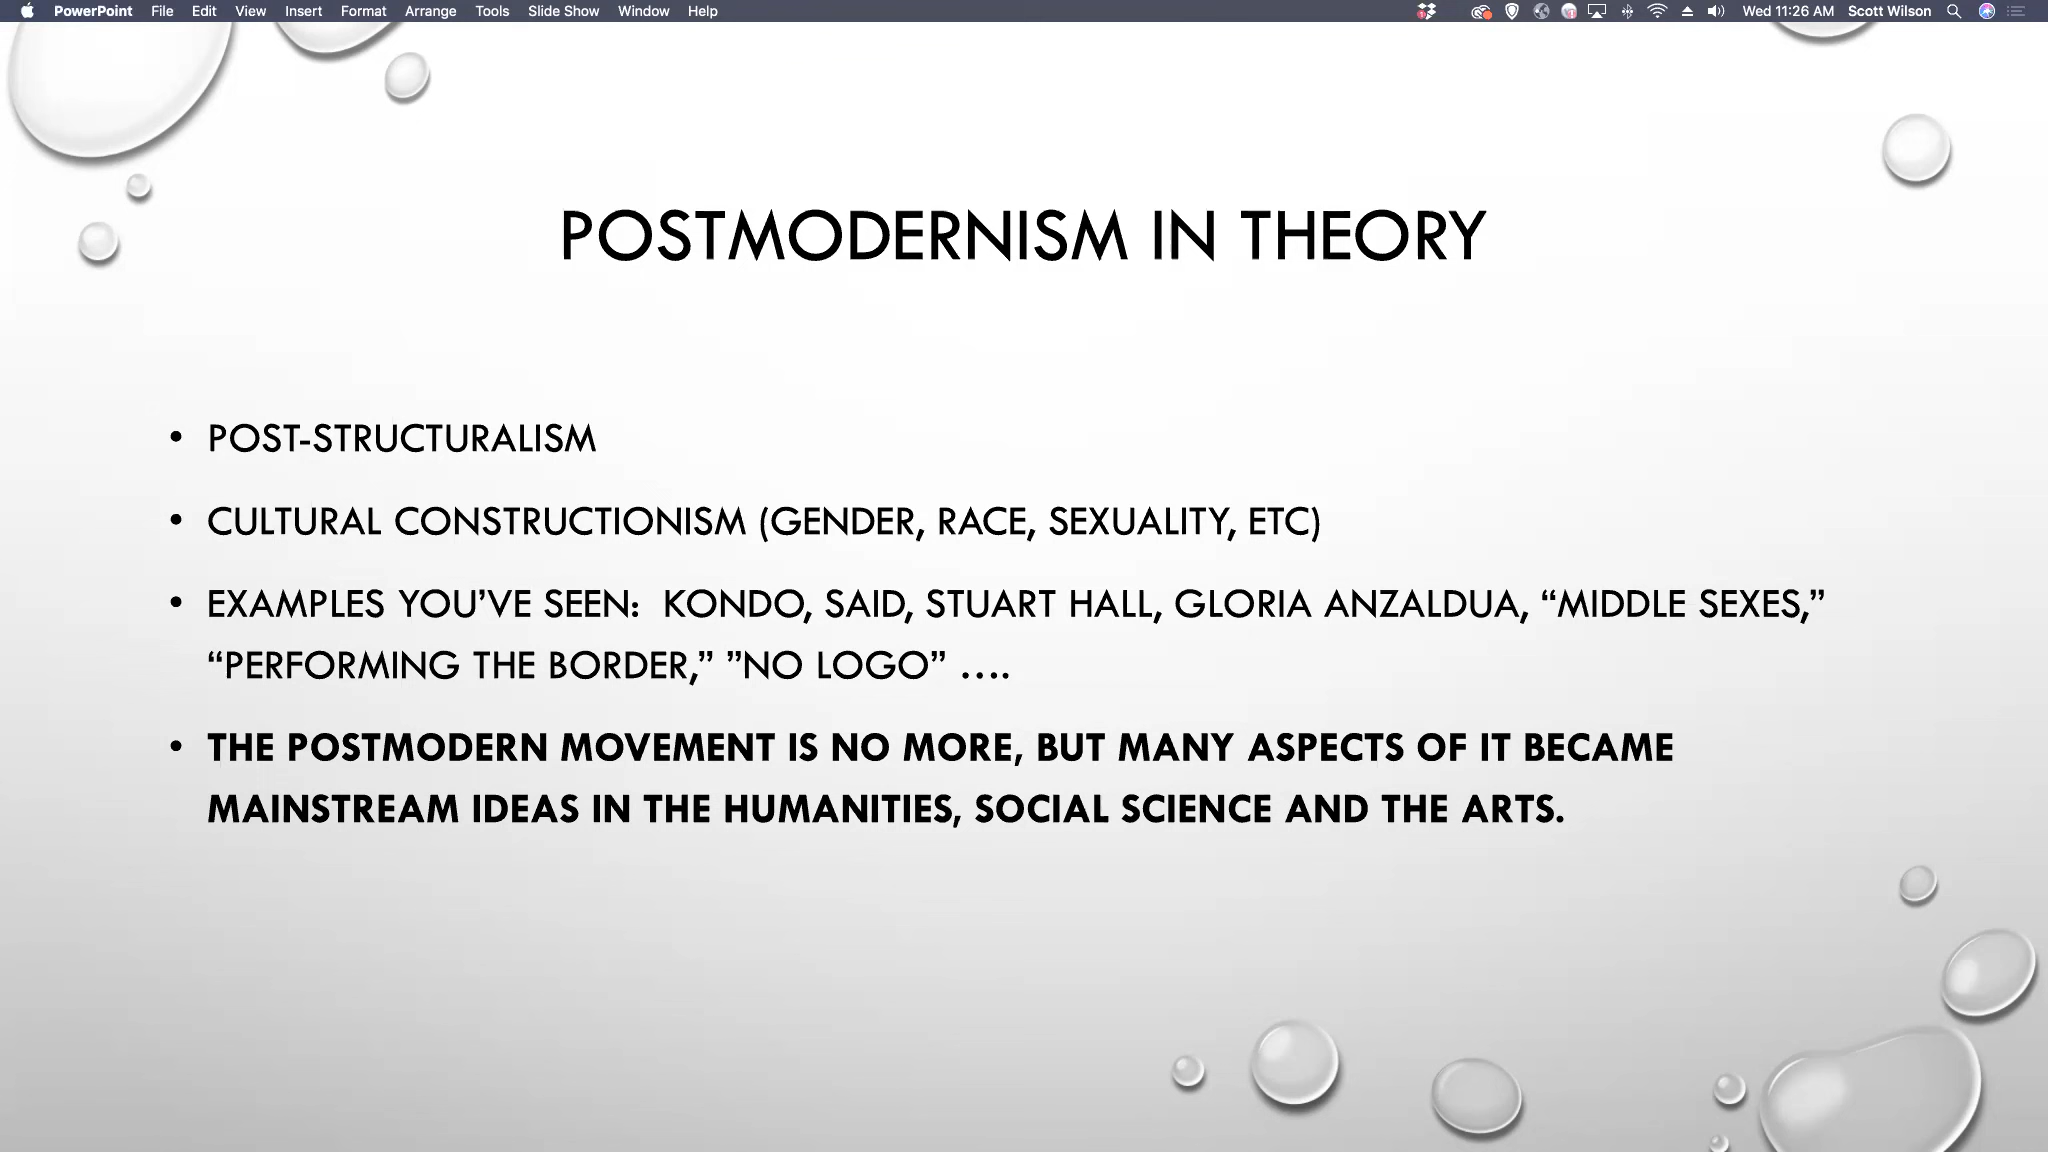 PowerPoint File Edit View Insert Format Arrange Tools Slide Show Window Help Wed 11:26 AM Scott Wilson
POSTMODERNISM IN THEORY
• POST-STRUCTURALISM
• CULTURAL CONSTRUCTIONISM (GENDER, RACE, SEXUALITY, ETC)
• EXAMPLES YOU’VE SEEN: KONDO, SAID, STUART HALL, GLORIA ANZALDUA, “MIDDLE SEXES,”
“PERFORMING THE BORDER,” ”NO LOGO” ….
• THE POSTMODERN MOVEMENT IS NO MORE, BUT MANY ASPECTS OF IT BECAME
MAINSTREAM IDEAS IN THE HUMANITIES, SOCIAL SCIENCE AND THE ARTS.